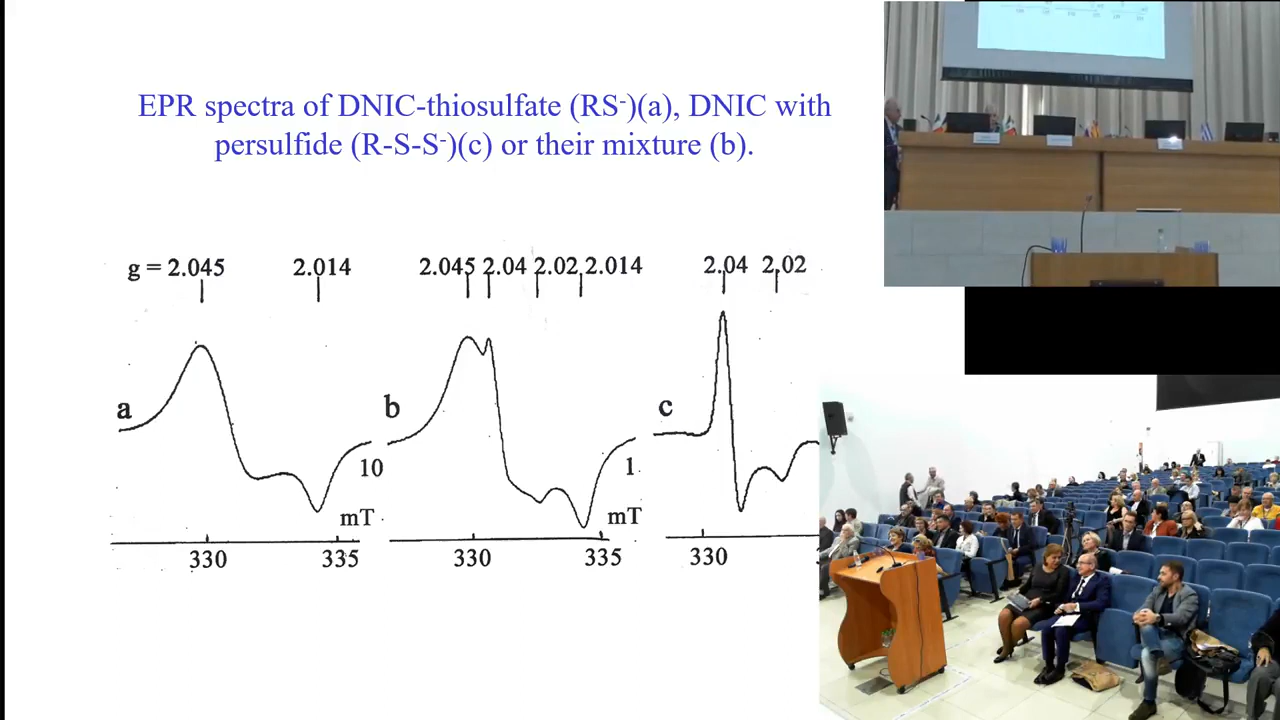 EPR spectra of DNIC-thiosulfate (RS⁻)(a), DNIC with
persulfide (R-S-S⁻)(c) or their mixture (b).
g = 2.045 2.014
2.045 2.04 2.02 2.014
2.04 2.02
a
b
c
10
1.
mT
mT
330 335
330 335
330